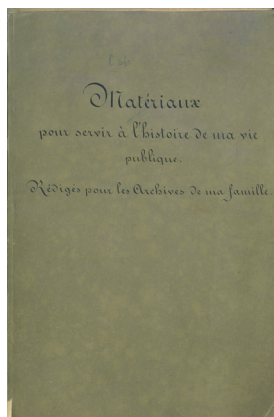 Matériaux
pour servir à l'histoire de ma vie
publique.
Rédigés pour les Archives de ma famille.